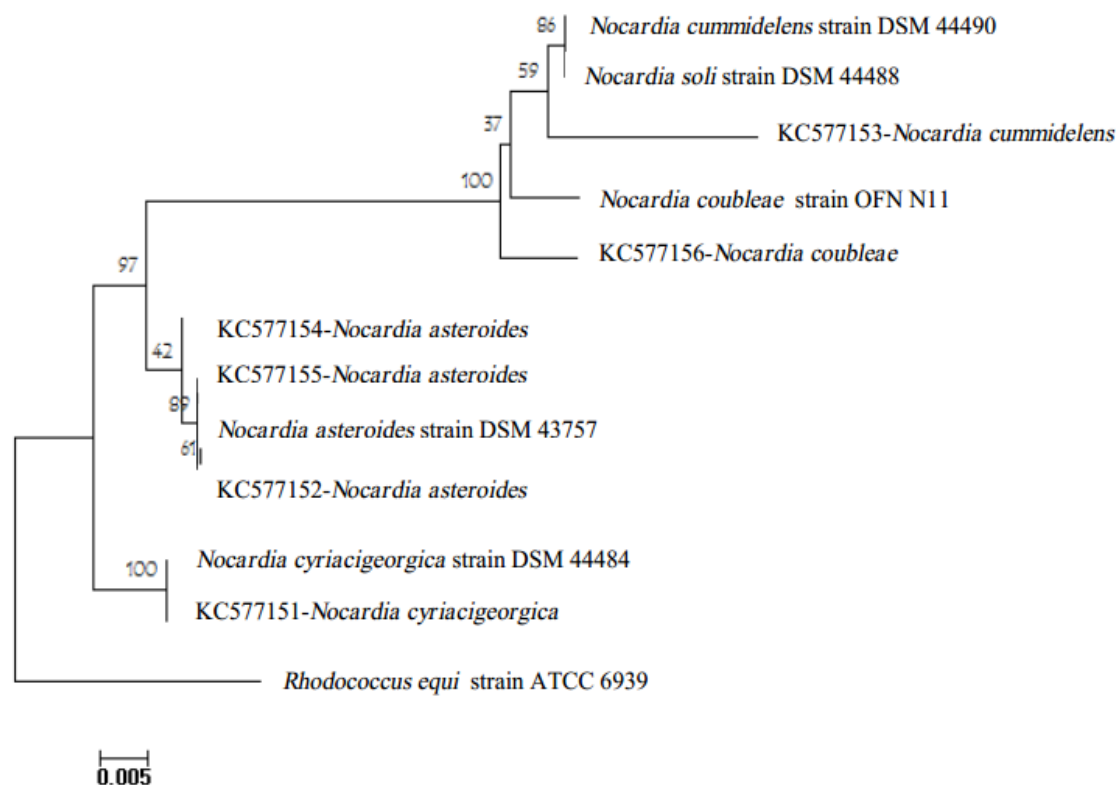 86
Nocardia cummidelens strain DSM 44490
59
Nocardia soli strain DSM 44488
37
KC577153-Nocardia cummidelens
100
Nocardia coubleae strain OFN N11
KC577156-Nocardia coubleae
97
KC577154-Nocardia asteroides
42
KC577155-Nocardia asteroides
89
Nocardia asteroides strain DSM 43757
61
KC577152-Nocardia asteroides
Nocardia cyriacigeorgica strain DSM 44484
100
KC577151-Nocardia cyriacigeorgica
Rhodococcus equi strain ATCC 6939
0.005